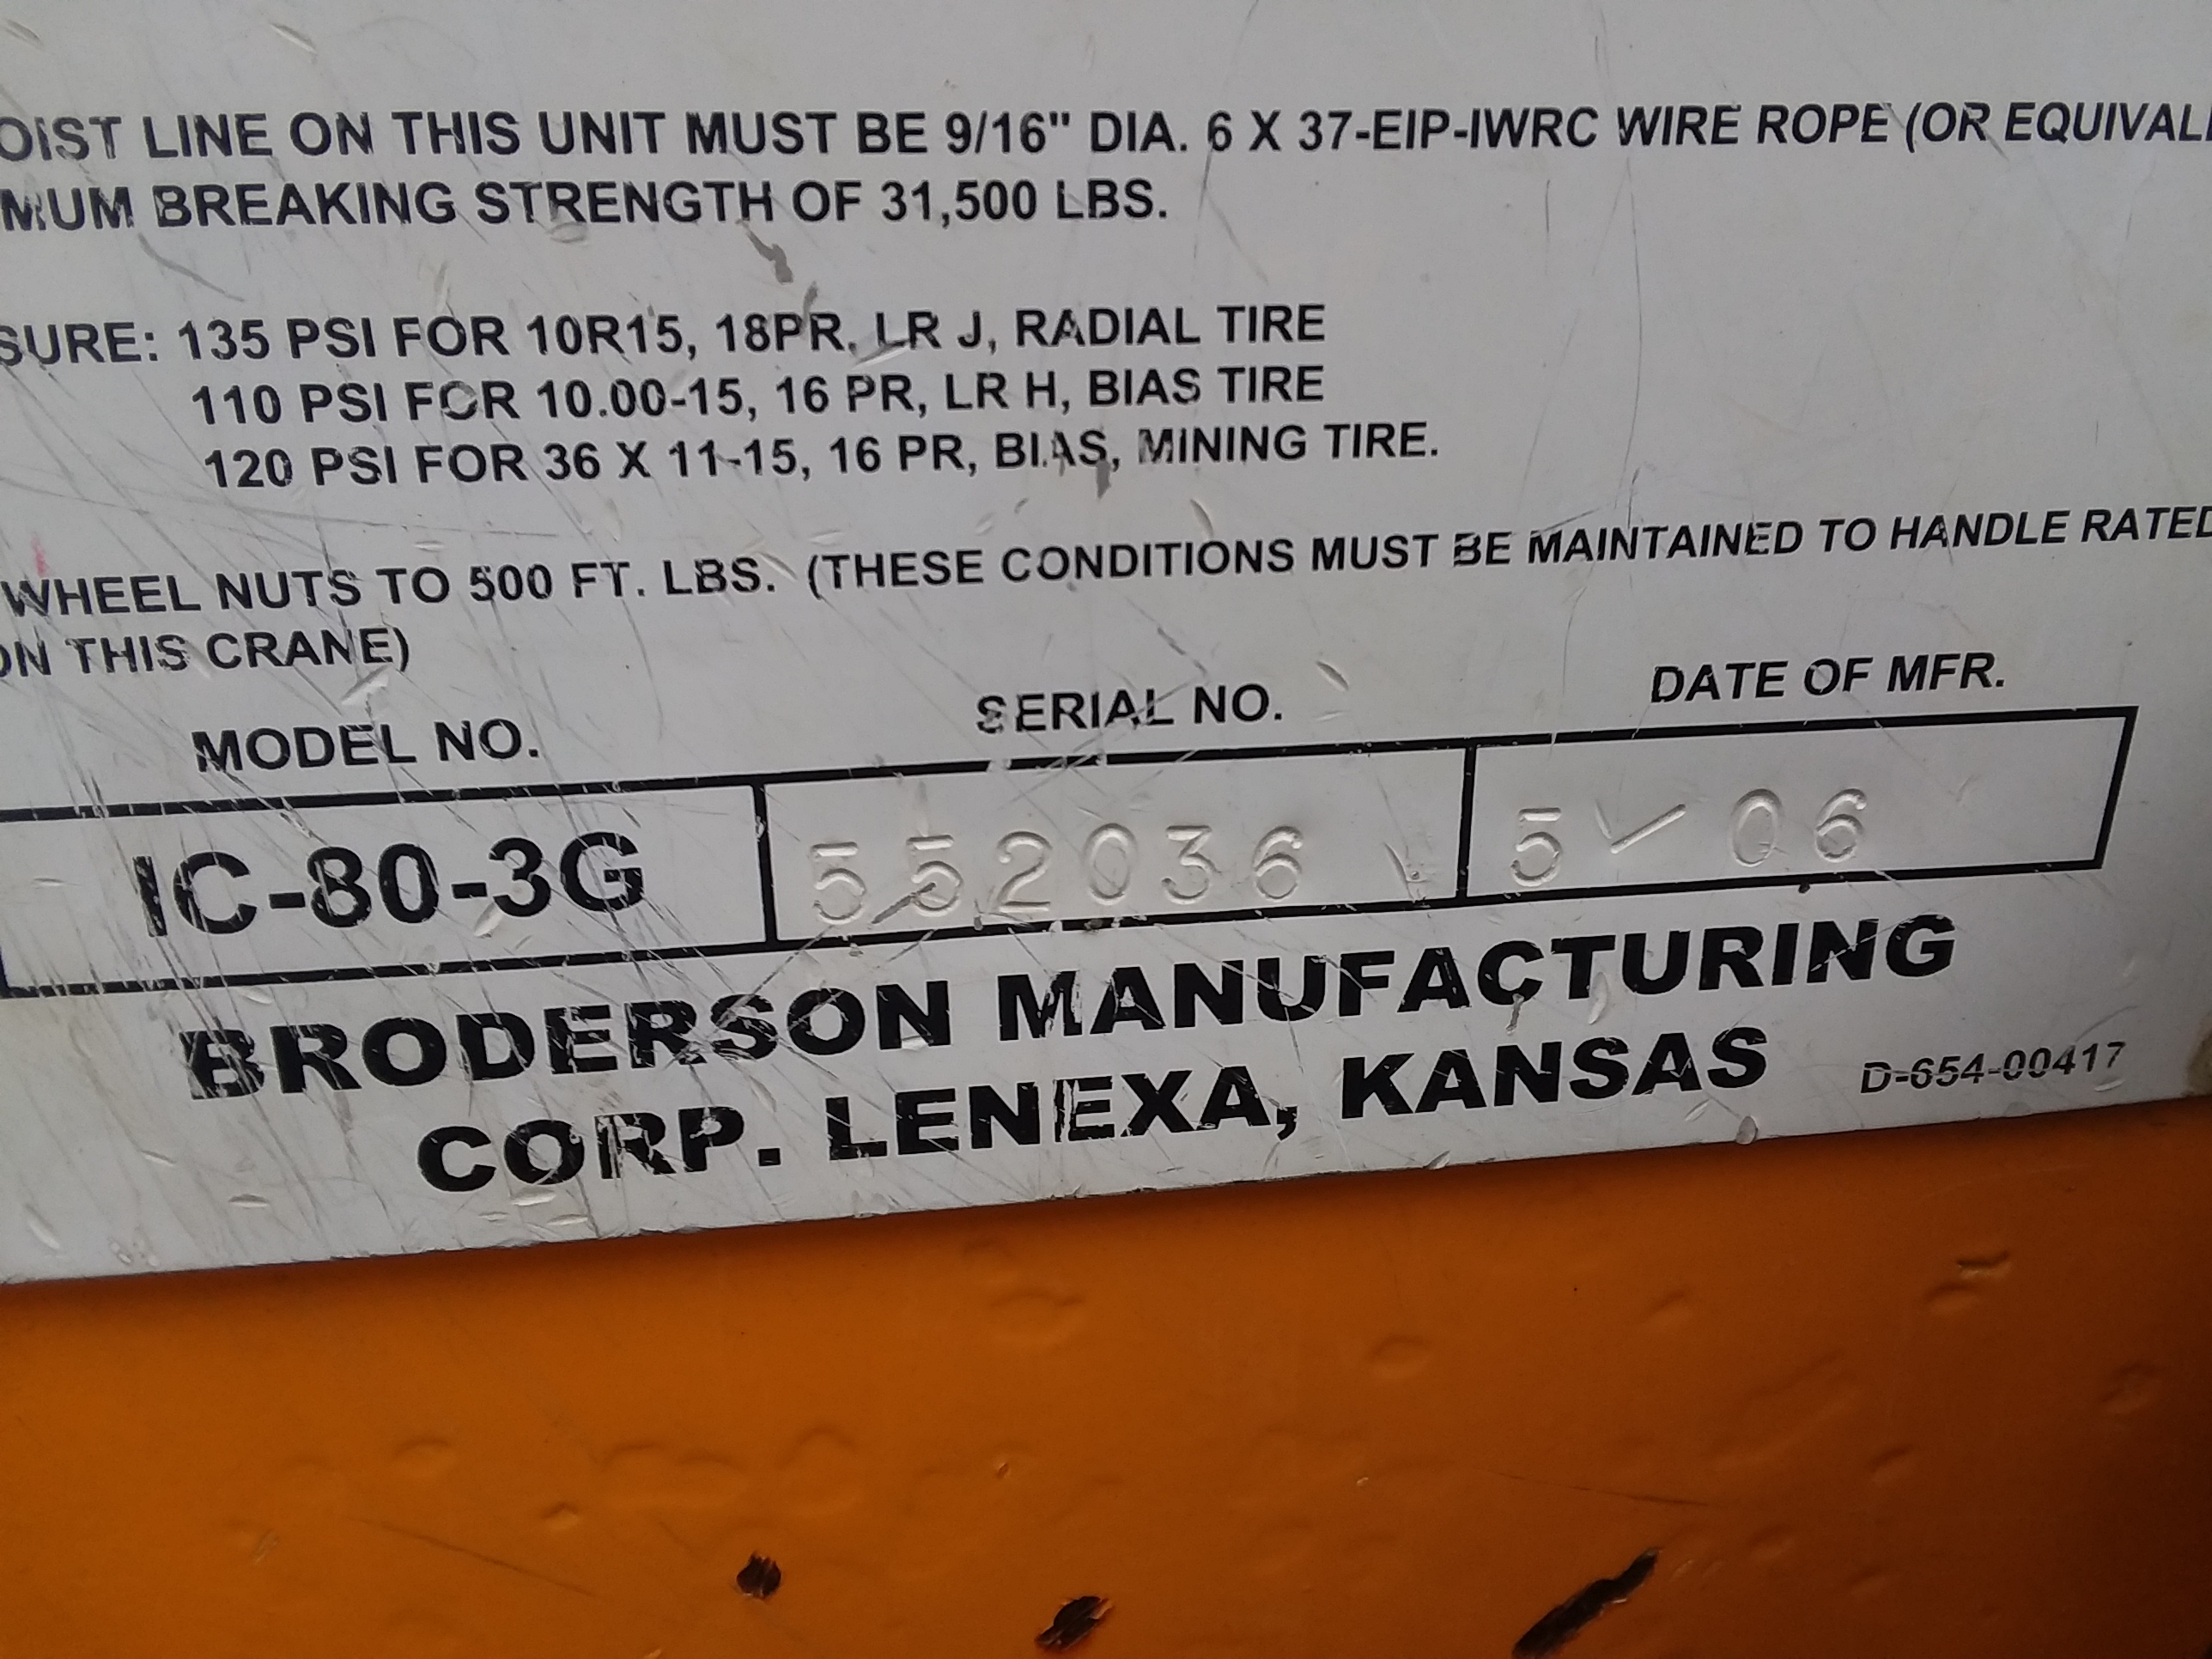 OIST LINE ON THIS UNIT MUST BE 9/16" DIA. 6 X 37-EIP-IWRC WIRE ROPE (OR EQUIVAL
MUM BREAKING STRENGTH OF 31,500 LBS.
SURE: 135 PSI FOR 10R15, 18PR, LR J, RADIAL TIRE
110 PSI FOR 10.00-15, 16 PR, LR H, BIAS TIRE
120 PSI FOR 36 X 11-15, 16 PR, BIAS, MINING TIRE.
WHEEL NUTS TO 500 FT. LBS. (THESE CONDITIONS MUST BE MAINTAINED TO HANDLE RATED
ON THIS CRANE)
MODEL NO. SERIAL NO. DATE OF MFR.
IC-80-3G 552036 5 / 06
BRODERSON MANUFACTURING
CORP. LENEXA, KANSAS D-654-00417